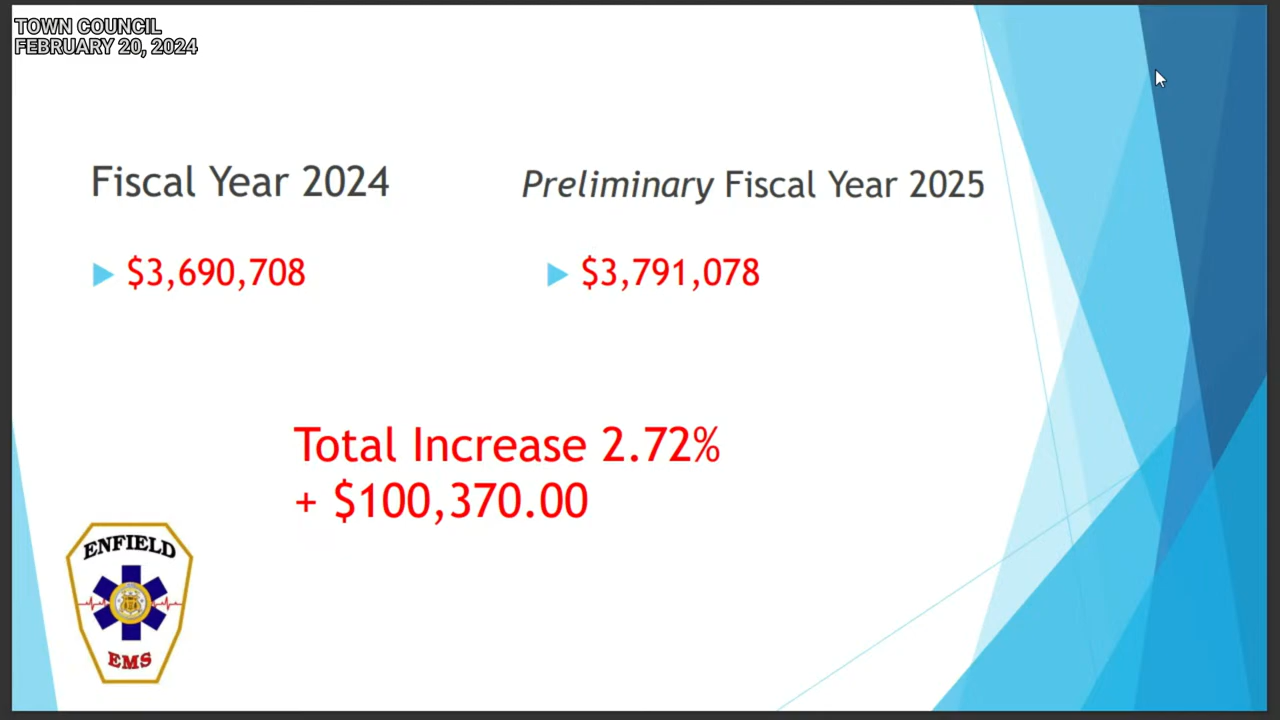 TOWN COUNCIL
FEBRUARY 20, 2024
Fiscal Year 2024
Preliminary Fiscal Year 2025
$3,690,708
$3,791,078
Total Increase 2.72%
+ $100,370.00
ENFIELD
EMS